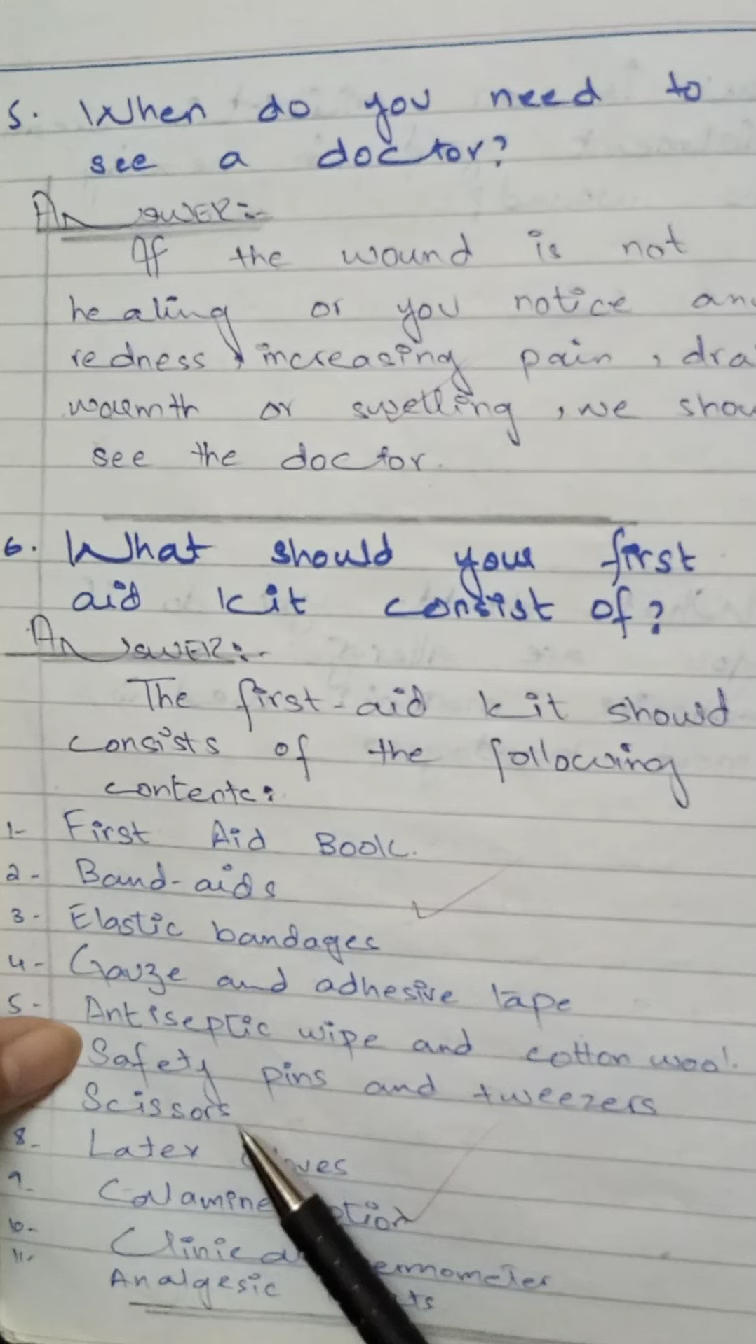 5. When do you need to
see a doctor?
Answer:-
If the wound is not
healing or you notice
redness, increasing pain,
warmth or swelling, we
see the doctor.
6. What should your first
aid kit consist of?
Answer:-
The first-aid kit should
consists of the following
contents:
1- First Aid Book.
2- Band-aids
3- Elastic bandages
4- Gauze and adhesive tape
5- Antiseptic wipe and cotton wool.
Safety pins and tweezers
Scissors
8- Latex
9- Calamine
10- Clinical
11- Analgesic